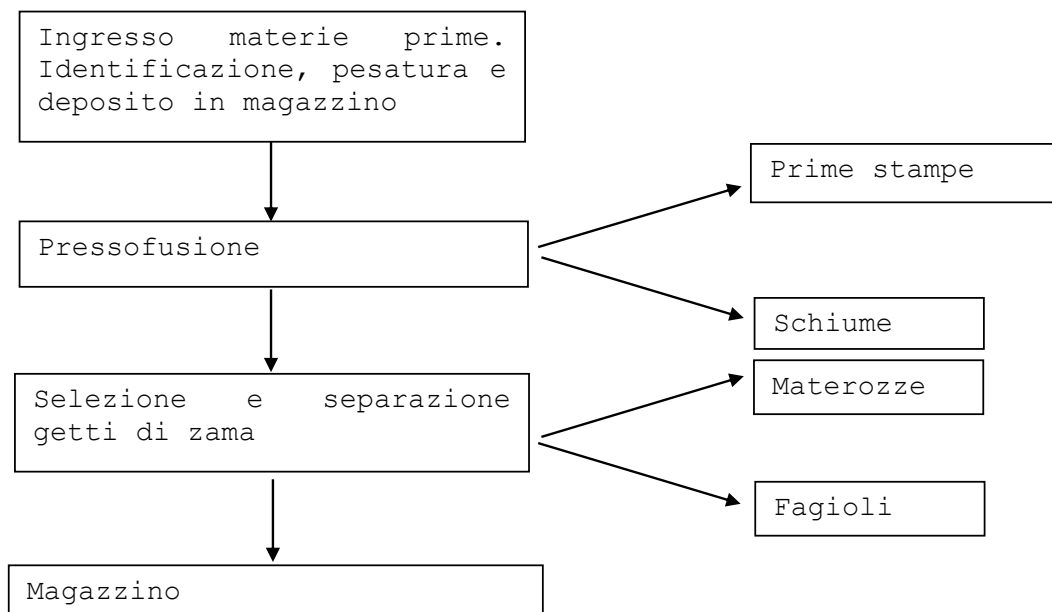 Ingresso materie prime.
Identificazione, pesatura e
deposito in magazzino
Prime stampe
Pressofusione
Schiume
Materozze
Selezione e separazione
getti di zama
Fagioli
Magazzino